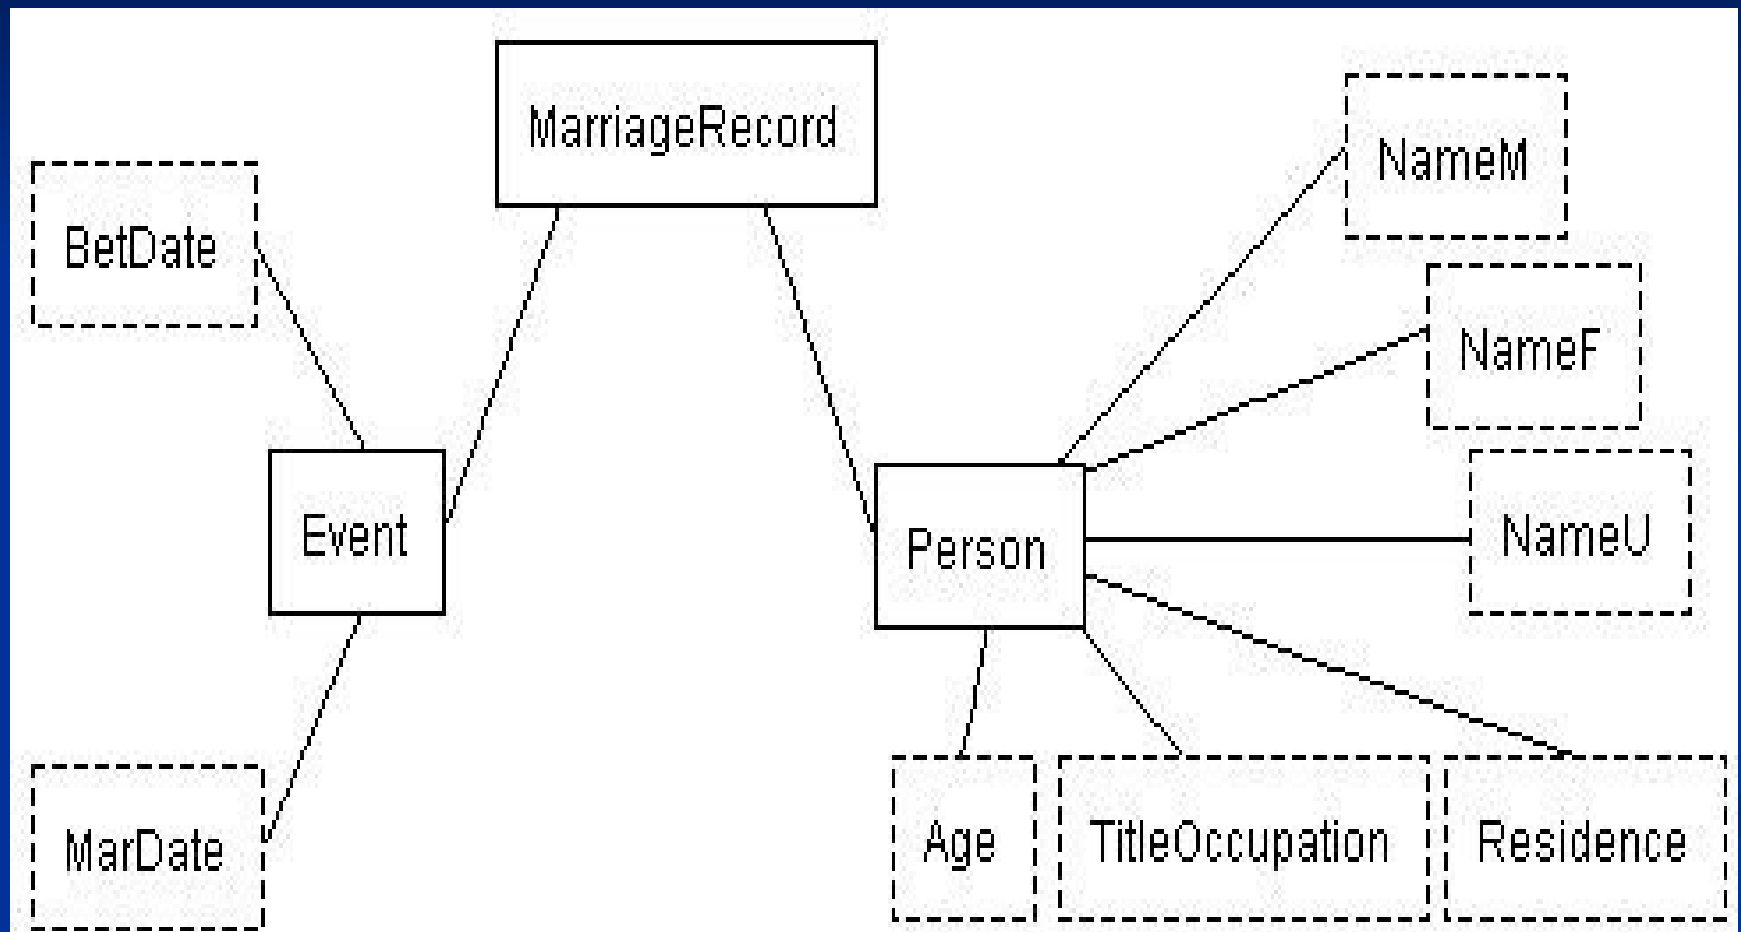 MarriageRecord
NameM
BetDate
NameF
Event
Person
NameU
MarDate
Age
TitleOccupation
Residence